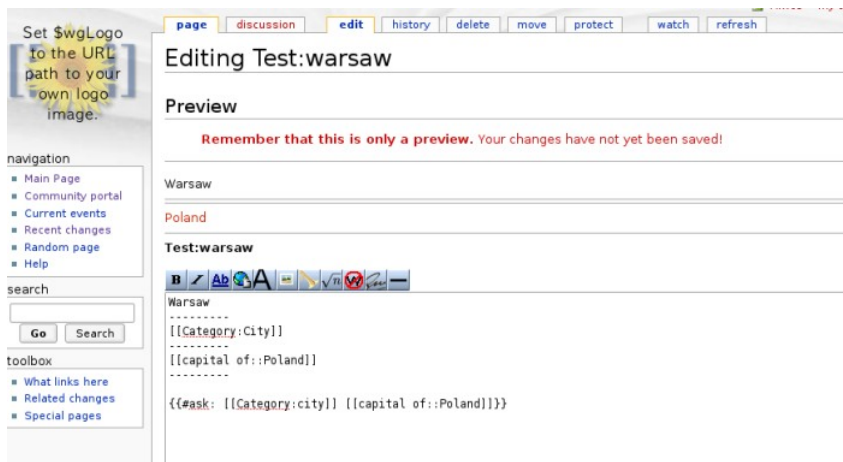 page discussion edit history delete move protect watch refresh
Set $wgLogo
to the URL
path to your
own logo
image.
Editing Test:warsaw
Preview
Remember that this is only a preview. Your changes have not yet been saved!
navigation
Main Page
Community portal
Current events
Recent changes
Random page
Help
search
Go Search
toolbox
What links here
Related changes
Special pages
Warsaw
Poland
Test:warsaw
B I Ab A √n W
Warsaw
---------
[[Category:City]]
---------
[[capital of::Poland]]
---------
{{#ask: [[Category:city]] [[capital of::Poland]]}}